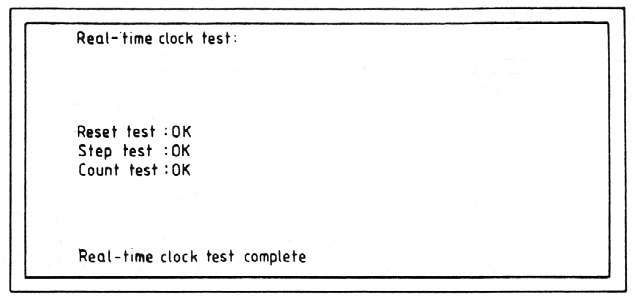 Real-time clock test:
Reset test :OK
Step test :OK
Count test :OK
Real-time clock test complete